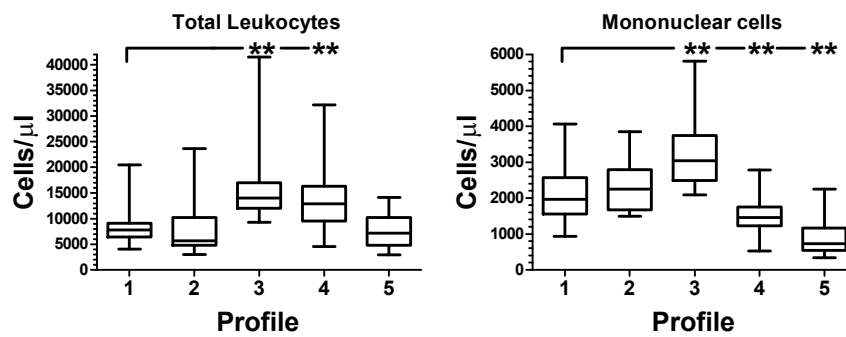 Total Leukocytes
** **
40000
35000
30000
25000
20000
15000
10000
5000
0
Cells/µl
1 2 3 4 5
Profile
Mononuclear cells
** ** **
6000
5000
4000
3000
2000
1000
0
Cells/µl
1 2 3 4 5
Profile